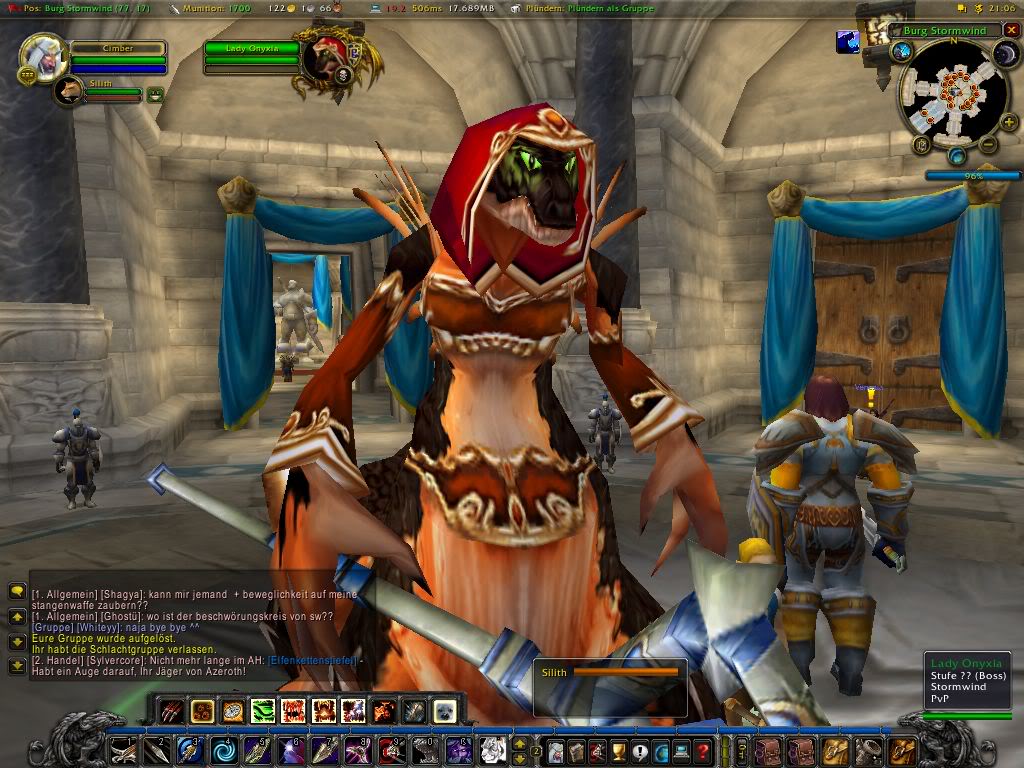 Pos: Burg Stormwind (77, 17) Munition: 1700 122 1 66 19.2 506ms 17.689MB Plündern: Plündern als Gruppe 21:06
Cimber
Silith
Lady Onyxia
Burg Stormwind
N
96%
[1. Allgemein] [Shagya]: kann mir jemand + beweglichkeit auf meine
stangenwaffe zaubern??
[1. Allgemein] [Ghostü]: wo ist der beschwörungskreis von sw??
[Gruppe] [Whiteyy]: naja bye bye ^^
Eure Gruppe wurde aufgelöst.
Ihr habt die Schlachtgruppe verlassen.
[2. Handel] [Sylvercore]: Nicht mehr lange im AH: [Elfenkettenstiefel] -
Habt ein Auge darauf, Ihr Jäger von Azeroth!
Silith
Lady Onyxia
Stufe ?? (Boss)
Stormwind
PvP
2